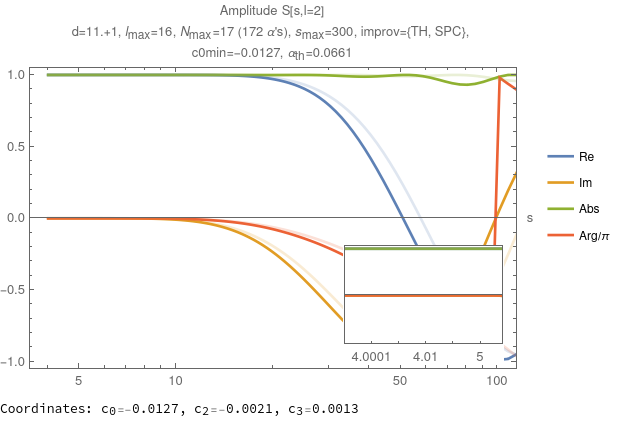 Amplitude S[s,l=2]
d=11.+1, lmax=16, Nmax=17 (172 α's), smax=300, improv={TH, SPC},
c0min=-0.0127, αth=0.0661
1.0
0.5
0.0
-0.5
-1.0
s
Re
Im
Abs
Arg/π
4.0001 4.01 5
5 10 50 100
Coordinates: c0=-0.0127, c2=-0.0021, c3=0.0013